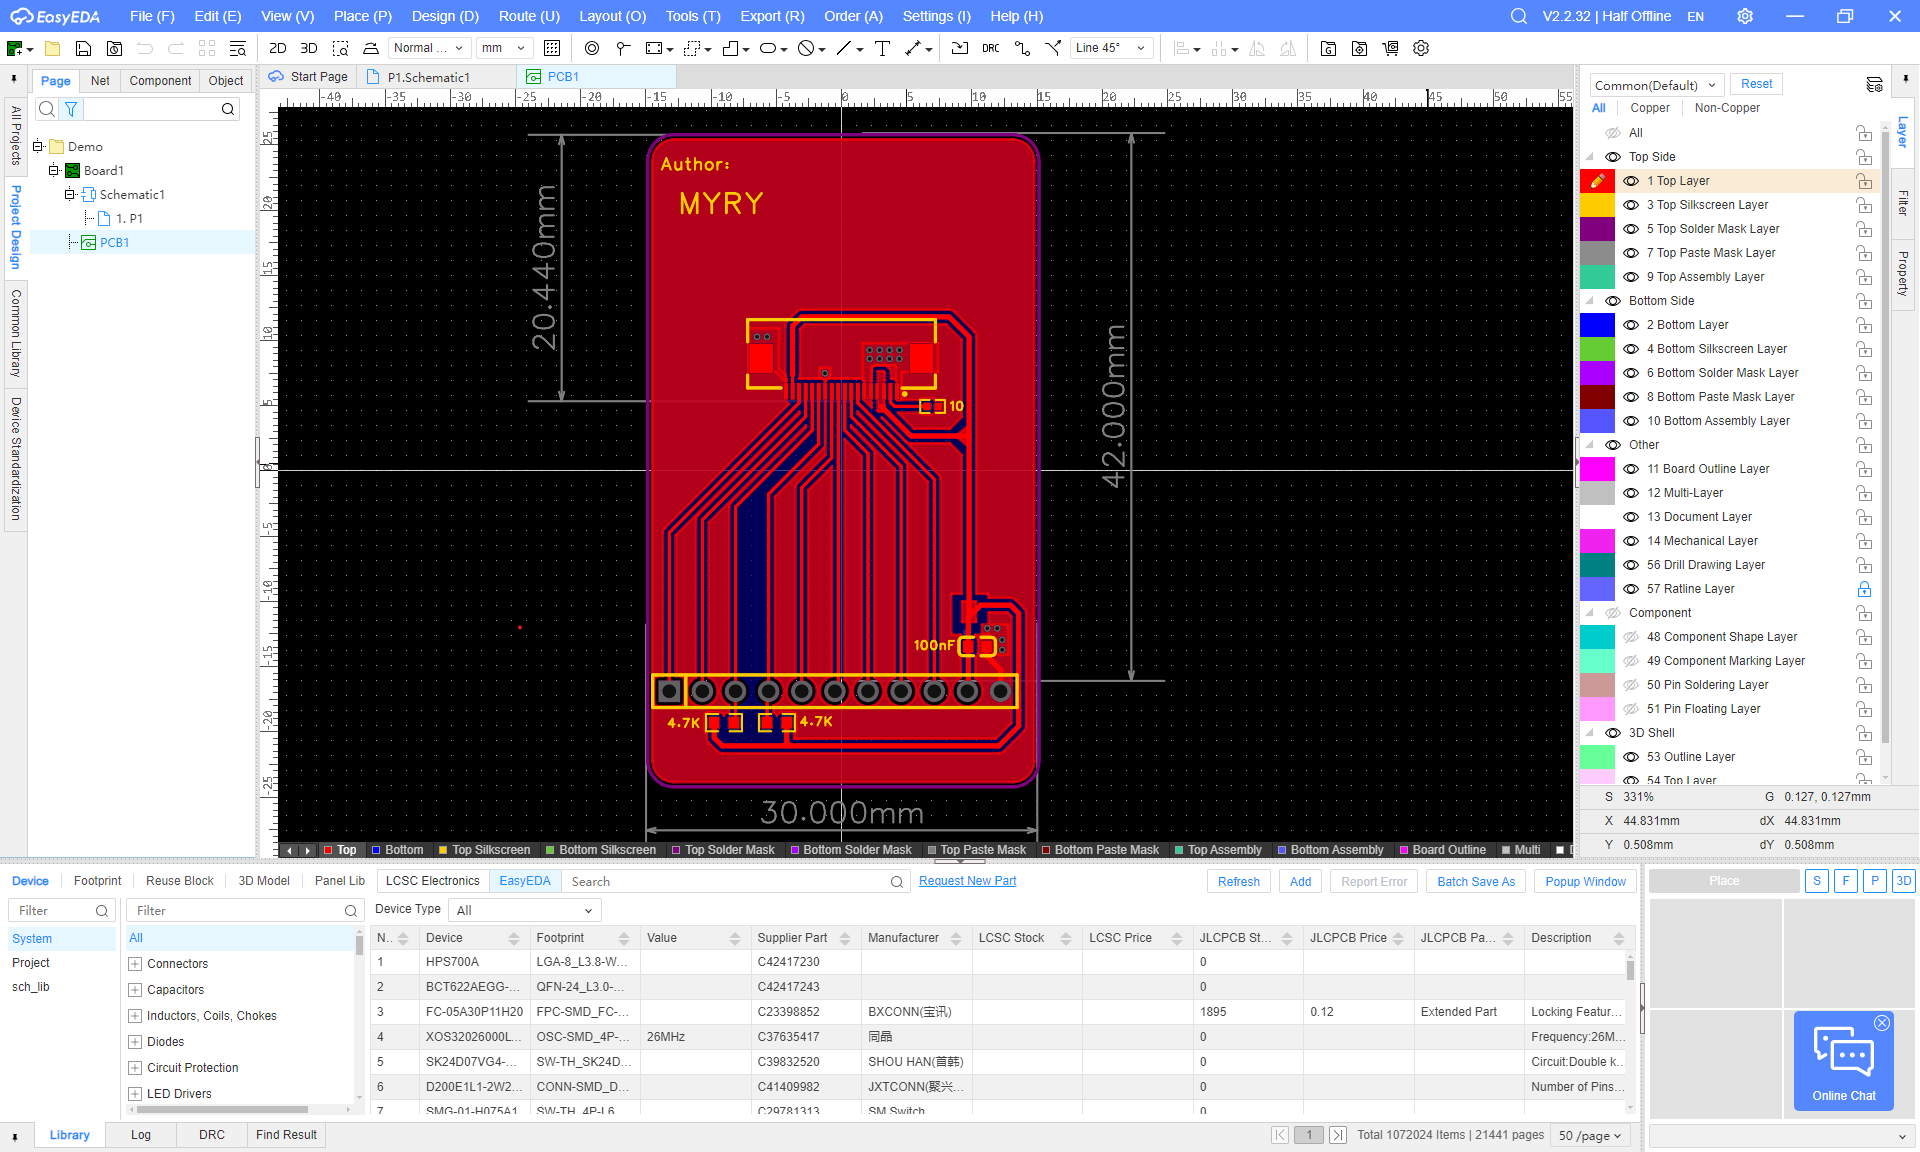 EasyEDA File (F) Edit (E) View (V) Place (P) Design (D) Route (U) Layout (O) Tools (T) Export (R) Order (A) Settings (I) Help (H) V2.2.32 | Half Offline EN
2D 3D Normal ... mm DRC Line 45°
Page Net Component Object
Start Page P1.Schematic1 PCB1
Common(Default) Reset
All Copper Non-Copper
All Projects
Project Design
Common Library
Device Standardization
Demo
Board1
Schematic1
1. P1
PCB1
-40 -35 -30 -25 -20 -15 -10 -5 0 5 10 15 20 25 30 35 40 45 50 55
25
20
15
10
5
0
-5
-10
-15
-20
-25
Author:
MYRY
20.440mm
42.000mm
10
100nF
4.7K
4.7K
30.000mm
Layer
Filter
Property
All
Top Side
1 Top Layer
3 Top Silkscreen Layer
5 Top Solder Mask Layer
7 Top Paste Mask Layer
9 Top Assembly Layer
Bottom Side
2 Bottom Layer
4 Bottom Silkscreen Layer
6 Bottom Solder Mask Layer
8 Bottom Paste Mask Layer
10 Bottom Assembly Layer
Other
11 Board Outline Layer
12 Multi-Layer
13 Document Layer
14 Mechanical Layer
56 Drill Drawing Layer
57 Ratline Layer
Component
48 Component Shape Layer
49 Component Marking Layer
50 Pin Soldering Layer
51 Pin Floating Layer
3D Shell
53 Outline Layer
54 Top Layer
S 331% G 0.127, 0.127mm
X 44.831mm dX 44.831mm
Y 0.508mm dY 0.508mm
Top Bottom Top Silkscreen Bottom Silkscreen Top Solder Mask Bottom Solder Mask Top Paste Mask Bottom Paste Mask Top Assembly Bottom Assembly Board Outline Multi
Device Footprint Reuse Block 3D Model Panel Lib LCSC Electronics EasyEDA Search Request New Part Refresh Add Report Error Batch Save As Popup Window Place S F P 3D
Filter Filter Device Type All
System
Project
sch_lib
All
Connectors
Capacitors
Inductors, Coils, Chokes
Diodes
Circuit Protection
LED Drivers
N.. Device Footprint Value Supplier Part Manufacturer LCSC Stock LCSC Price JLCPCB St... JLCPCB Price JLCPCB Pa... Description
1 HPS700A LGA-8_L3.8-W... C42417230 0
2 BCT622AEGG-... QFN-24_L3.0-... C42417243 0
3 FC-05A30P11H20 FPC-SMD_FC-... C23398852 BXCONN(宝讯) 1895 0.12 Extended Part Locking Featur...
4 XOS32026000L... OSC-SMD_4P-... 26MHz C37635417 同晶 0 Frequency:26M...
5 SK24D07VG4-... SW-TH_SK24D... C39832520 SHOU HAN(首韩) 0 Circuit:Double k...
6 D200E1L1-2W2... CONN-SMD_D... C41409982 JXTCONN(聚兴... 0 Number of Pins...
7 SMG-01-H075A1 SW-TH_4P-L6... C29781313 SM Switch 0
Online Chat
Library Log DRC Find Result 1 Total 1072024 Items | 21441 pages 50 /page